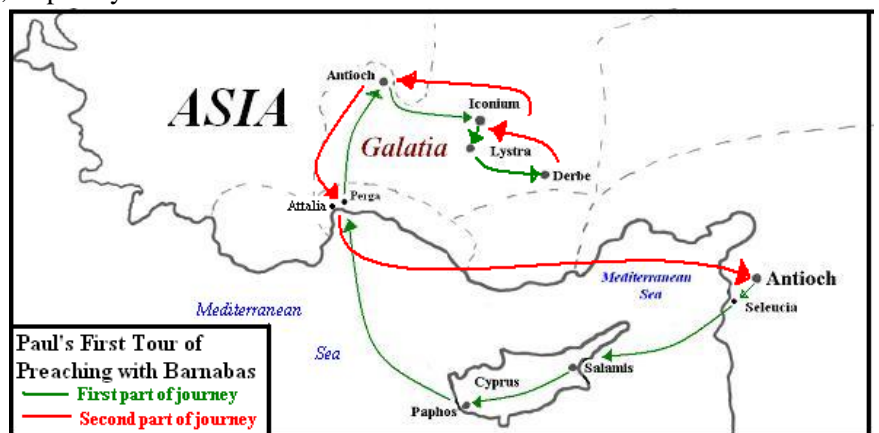 Antioch
ASIA
Iconium
Galatia
Lystra
Derbe
Attalia
Perga
Mediterranean
Sea
Antioch
Seleucia
Mediterranean
Sea
Salamis
Cyprus
Paphos
Paul's First Tour of
Preaching with Barnabas
First part of journey
Second part of journey